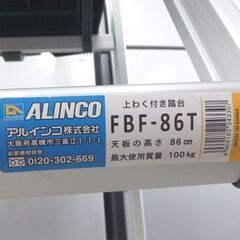 ALINCO
アルインコ株式会社
大阪府高槻市三島江1-1-1
お客様相談室
0120-302-669
上わく付き踏台
FBF-86T
天板の高さ 86cm
最大使用質量 100kg